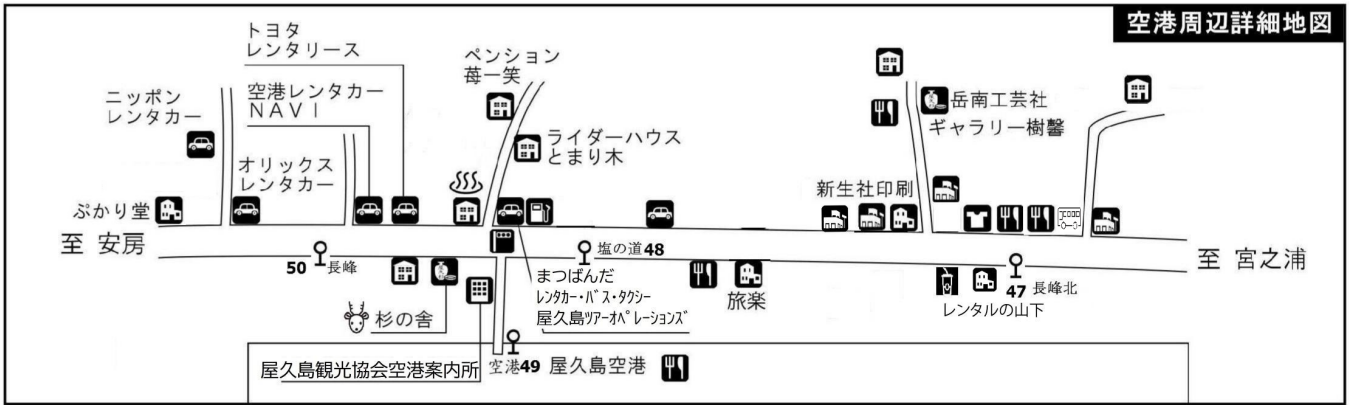 空港周辺詳細地図
トヨタ
レンタリース
空港レンタカー
NAVI
ニッポン
レンタカー
オリックス
レンタカー
ペンション
苺一笑
ライダーハウス
とまり木
岳南工芸社
ギャラリー樹馨
新生社印刷
ぷかり堂
至 安房
至 宮之浦
50 長峰
塩の道 48
47 長峰北
まつばんだ
レンタカー・バス・タクシー
屋久島ツアーオペレーションズ
旅楽
レンタルの山下
杉の舎
屋久島観光協会空港案内所
空港49 屋久島空港